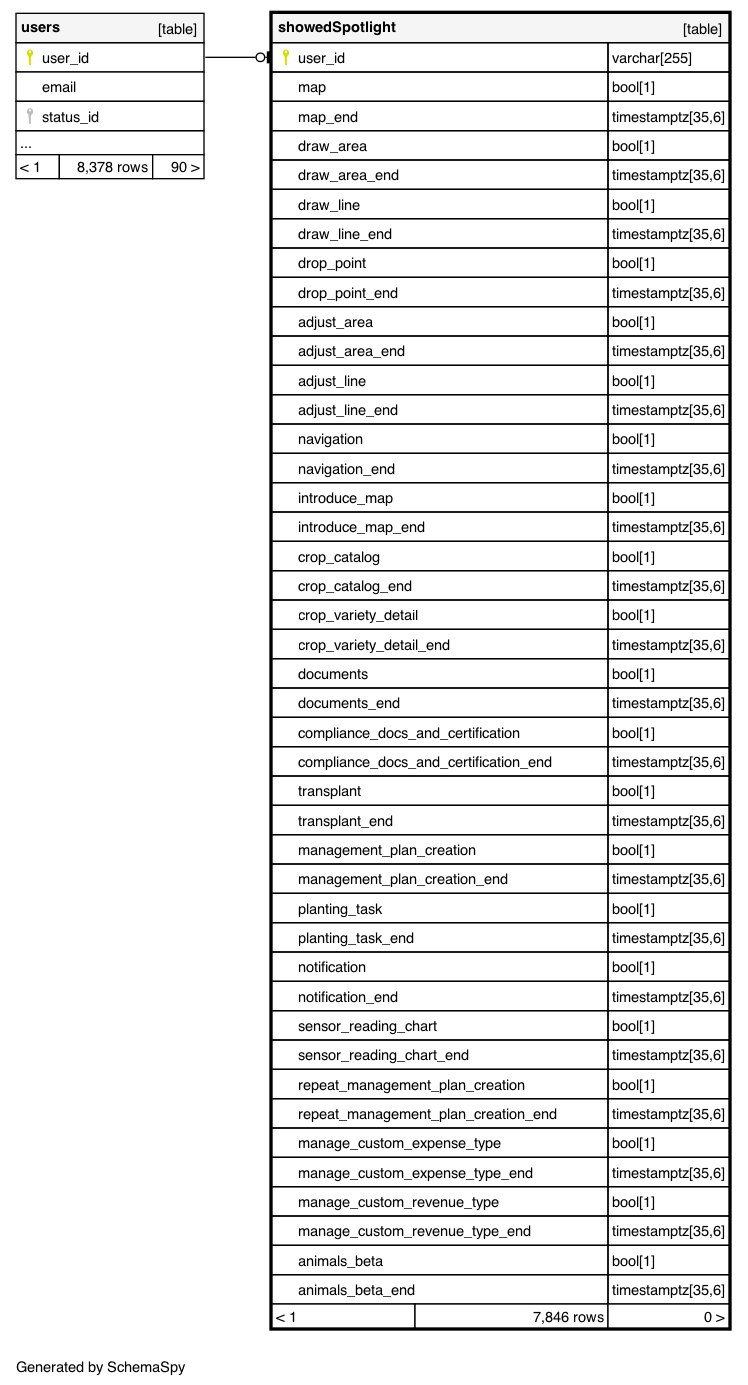 users [table]
user_id
email
status_id
...
< 1 8,378 rows 90 >
showedSpotlight [table]
user_id varchar[255]
map bool[1]
map_end timestamptz[35,6]
draw_area bool[1]
draw_area_end timestamptz[35,6]
draw_line bool[1]
draw_line_end timestamptz[35,6]
drop_point bool[1]
drop_point_end timestamptz[35,6]
adjust_area bool[1]
adjust_area_end timestamptz[35,6]
adjust_line bool[1]
adjust_line_end timestamptz[35,6]
navigation bool[1]
navigation_end timestamptz[35,6]
introduce_map bool[1]
introduce_map_end timestamptz[35,6]
crop_catalog bool[1]
crop_catalog_end timestamptz[35,6]
crop_variety_detail bool[1]
crop_variety_detail_end timestamptz[35,6]
documents bool[1]
documents_end timestamptz[35,6]
compliance_docs_and_certification bool[1]
compliance_docs_and_certification_end timestamptz[35,6]
transplant bool[1]
transplant_end timestamptz[35,6]
management_plan_creation bool[1]
management_plan_creation_end timestamptz[35,6]
planting_task bool[1]
planting_task_end timestamptz[35,6]
notification bool[1]
notification_end timestamptz[35,6]
sensor_reading_chart bool[1]
sensor_reading_chart_end timestamptz[35,6]
repeat_management_plan_creation bool[1]
repeat_management_plan_creation_end timestamptz[35,6]
manage_custom_expense_type bool[1]
manage_custom_expense_type_end timestamptz[35,6]
manage_custom_revenue_type bool[1]
manage_custom_revenue_type_end timestamptz[35,6]
animals_beta bool[1]
animals_beta_end timestamptz[35,6]
< 1 7,846 rows 0 >
Generated by SchemaSpy